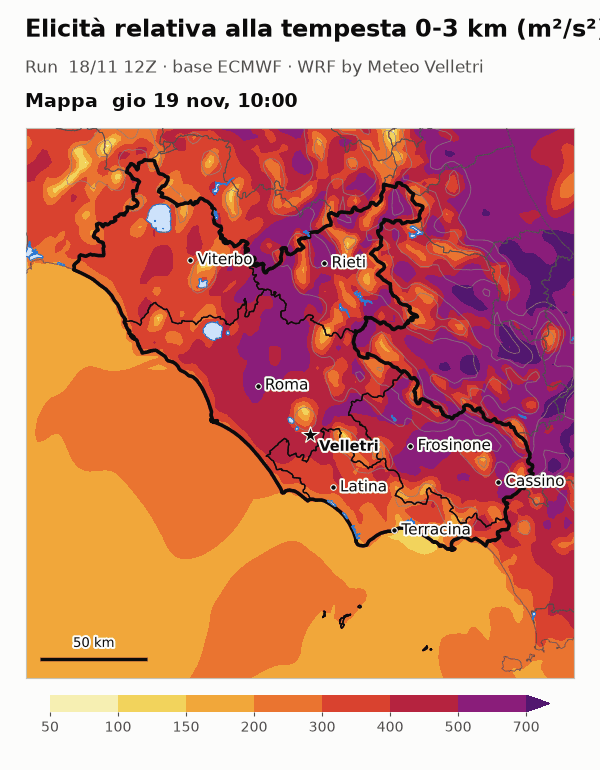 Elicità relativa alla tempesta 0-3 km (m²/s²)
Run  18/11 12Z · base ECMWF · WRF by Meteo Velletri
Mappa  gio 19 nov, 10:00
Viterbo
Rieti
Roma
Velletri
Frosinone
Latina
Cassino
Terracina
50 km
50 100 150 200 300 400 500 700